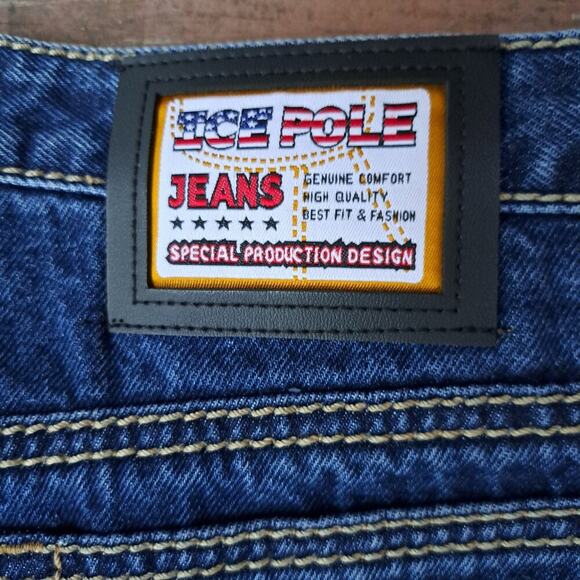 ICE POLE
JEANS
GENUINE COMFORT
HIGH QUALITY
BEST FIT & FASHION
SPECIAL PRODUCTION DESIGN